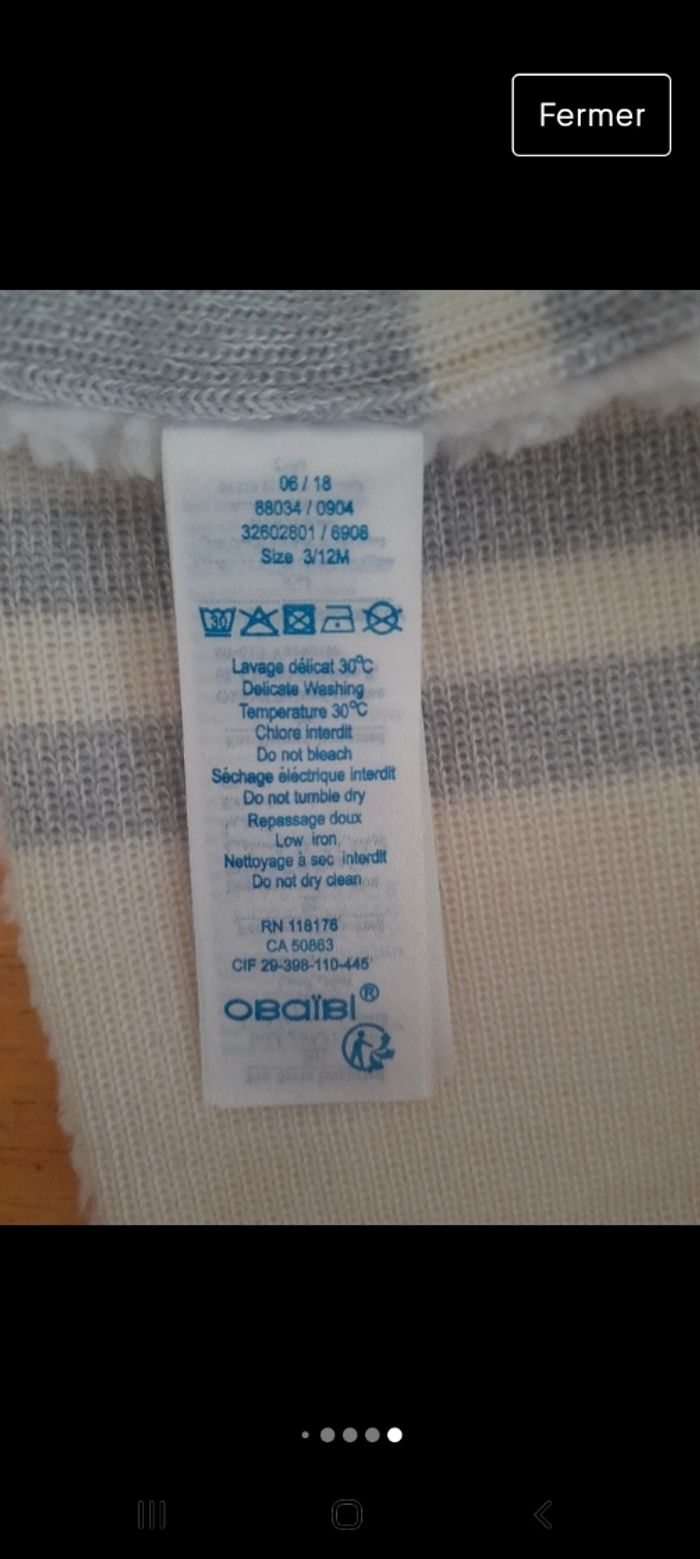 Fermer
06 / 18
88034 / 0904
32602801 / 6908
Size 3/12M
30
Lavage délicat 30°C
Delicate Washing
Temperature 30°C
Chlore interdit
Do not bleach
Séchage éléctrique interdit
Do not tumble dry
Repassage doux
Low iron
Nettoyage à sec interdit
Do not dry clean
RN 118176
CA 50863
CIF 29-398-110-445
OBaïBI®